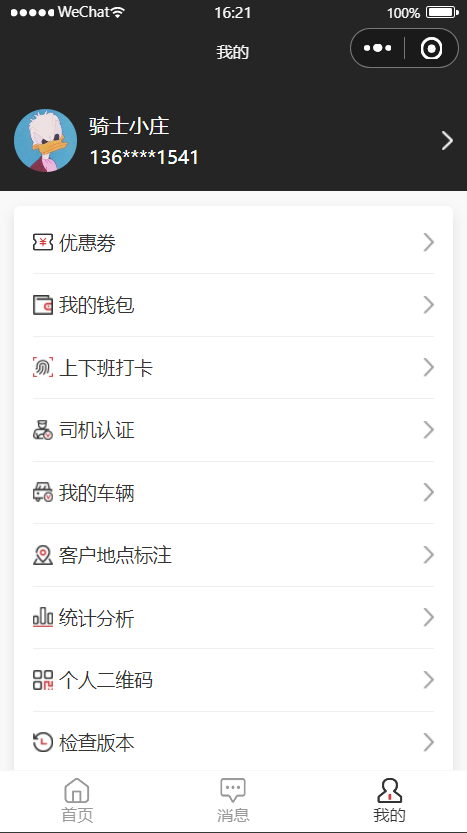 WeChat 16:21 100%
我的
骑士小庄
136****1541
优惠券
我的钱包
上下班打卡
司机认证
我的车辆
客户地点标注
统计分析
个人二维码
检查版本
首页 消息 我的